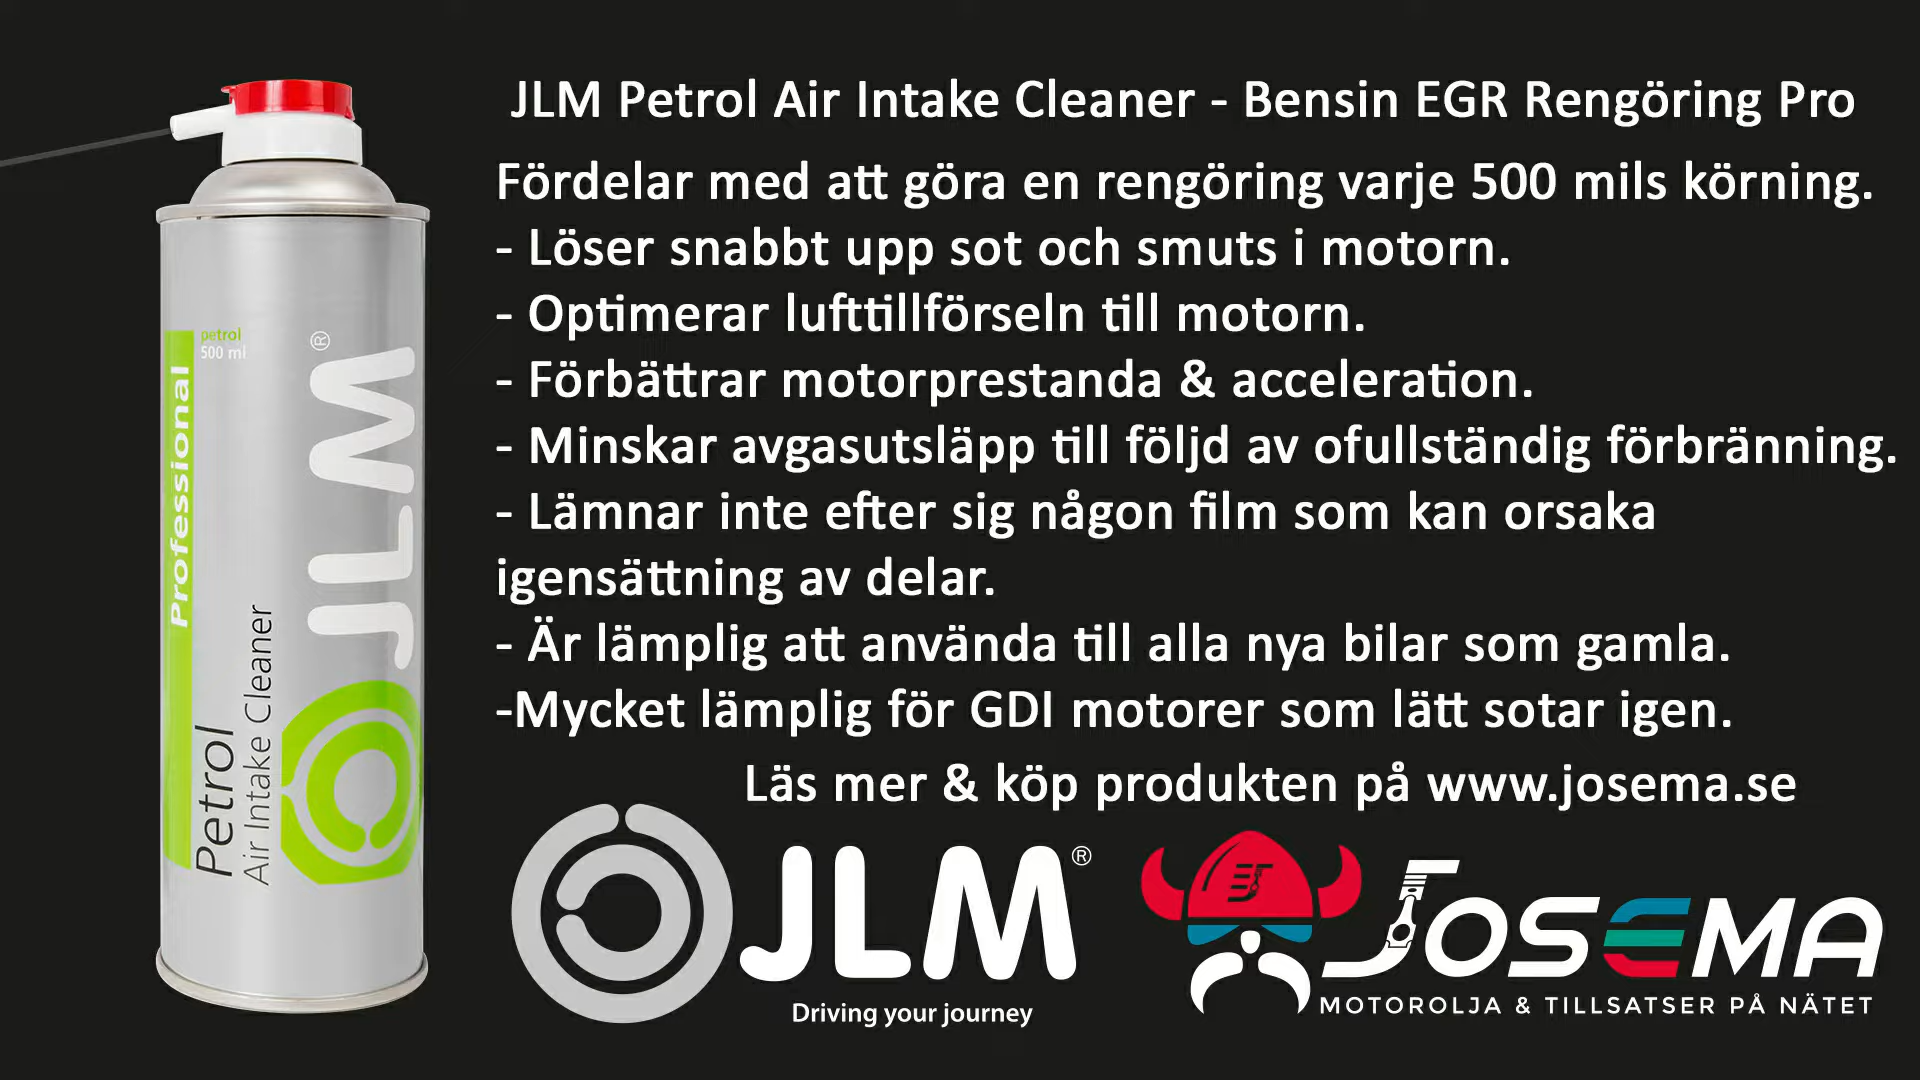 JLM Petrol Air Intake Cleaner - Bensin EGR Rengöring Pro
Fördelar med att göra en rengöring varje 500 mils körning.
- Löser snabbt upp sot och smuts i motorn.
- Optimerar lufttillförseln till motorn.
- Förbättrar motorprestanda & acceleration.
- Minskar avgasutsläpp till följd av ofullständig förbränning.
- Lämnar inte efter sig någon film som kan orsaka
igensättning av delar.
- Är lämplig att använda till alla nya bilar som gamla.
-Mycket lämplig för GDI motorer som lätt sotar igen.
Läs mer & köp produkten på www.josema.se
petrol
500 ml
Professional
Petrol
Air Intake Cleaner
JLM®
JLM®
Driving your journey
JOSEMA
MOTOROLJA & TILLSATSER PÅ NÄTET